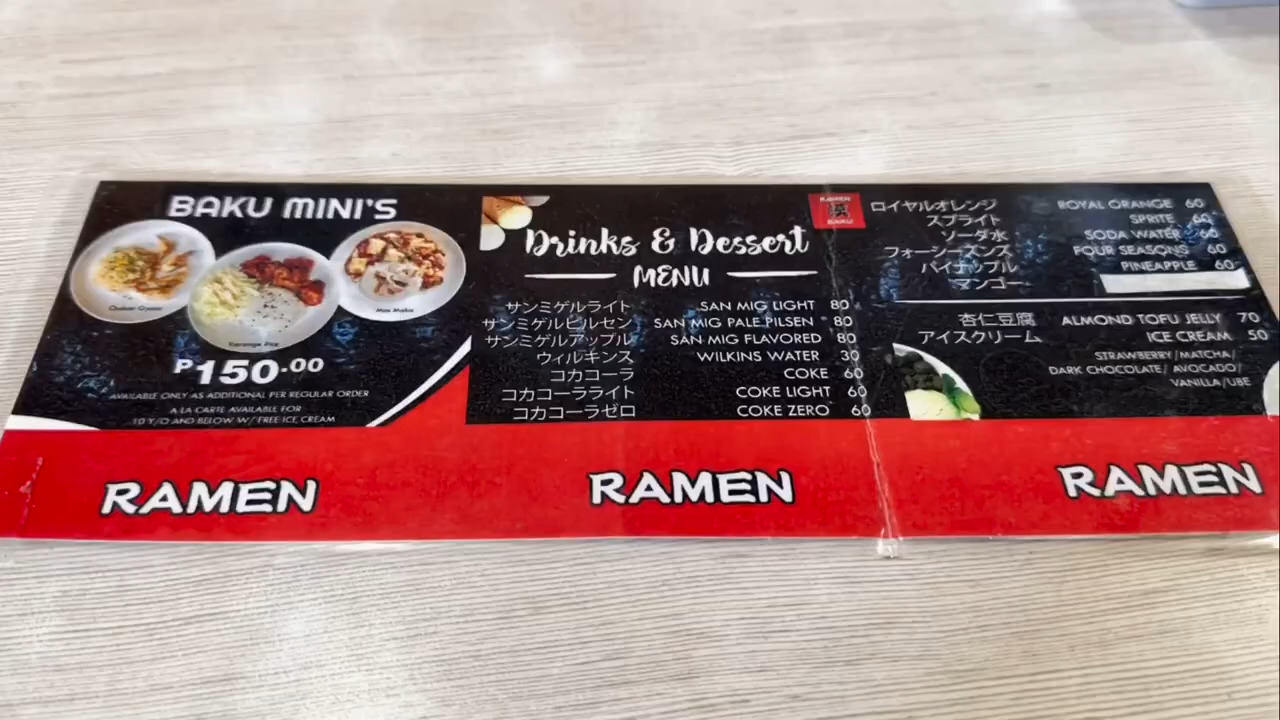 BAKU MINI'S
Oyako Gyoza
Karaage Rice
Mini Mabo
₱150.00
AVAILABLE ONLY AS ADDITIONAL PER REGULAR ORDER
A LA CARTE AVAILABLE FOR
10 Y/O AND BELOW W/ FREE ICE CREAM
Drinks & Dessert
MENU
サンミゲルライト SAN MIG LIGHT 80
サンミゲルピルセン SAN MIG PALE PILSEN 80
サンミゲルアップル SAN MIG FLAVORED 80
ウィルキンス WILKINS WATER 30
コカコーラ COKE 60
コカコーラライト COKE LIGHT 60
コカコーラゼロ COKE ZERO 60
RAMEN
BAKU
ロイヤルオレンジ ROYAL ORANGE 60
スプライト SPRITE 60
ソーダ水 SODA WATER 60
フォーシーズンズ FOUR SEASONS 60
パイナップル PINEAPPLE 60
マンゴー
杏仁豆腐 ALMOND TOFU JELLY 70
アイスクリーム ICE CREAM 50
STRAWBERRY/MATCHA/
DARK CHOCOLATE/ AVOCADO/
VANILLA/UBE
RAMEN
RAMEN
RAMEN